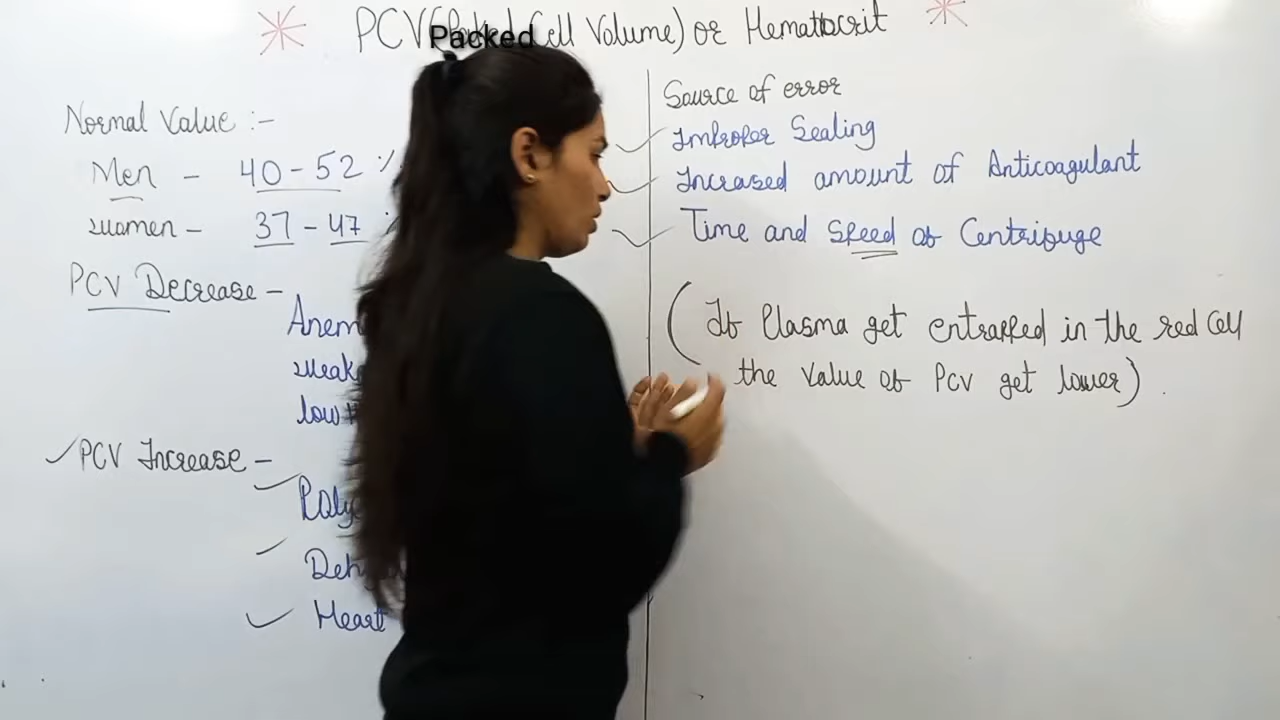 PCV (Packed Cell Volume) or Hematocrit
Normal Value :-
Men - 40-52 %
women - 37-47 %
PCV Decrease -
low
PCV Increase -
Heart
Source of error
Improper Sealing
Incrased amount of Anticoagulant
Time and Speed of Centrifuge
(If Plasma get entrapped in the red Cell
the Value of PCV get lower) .